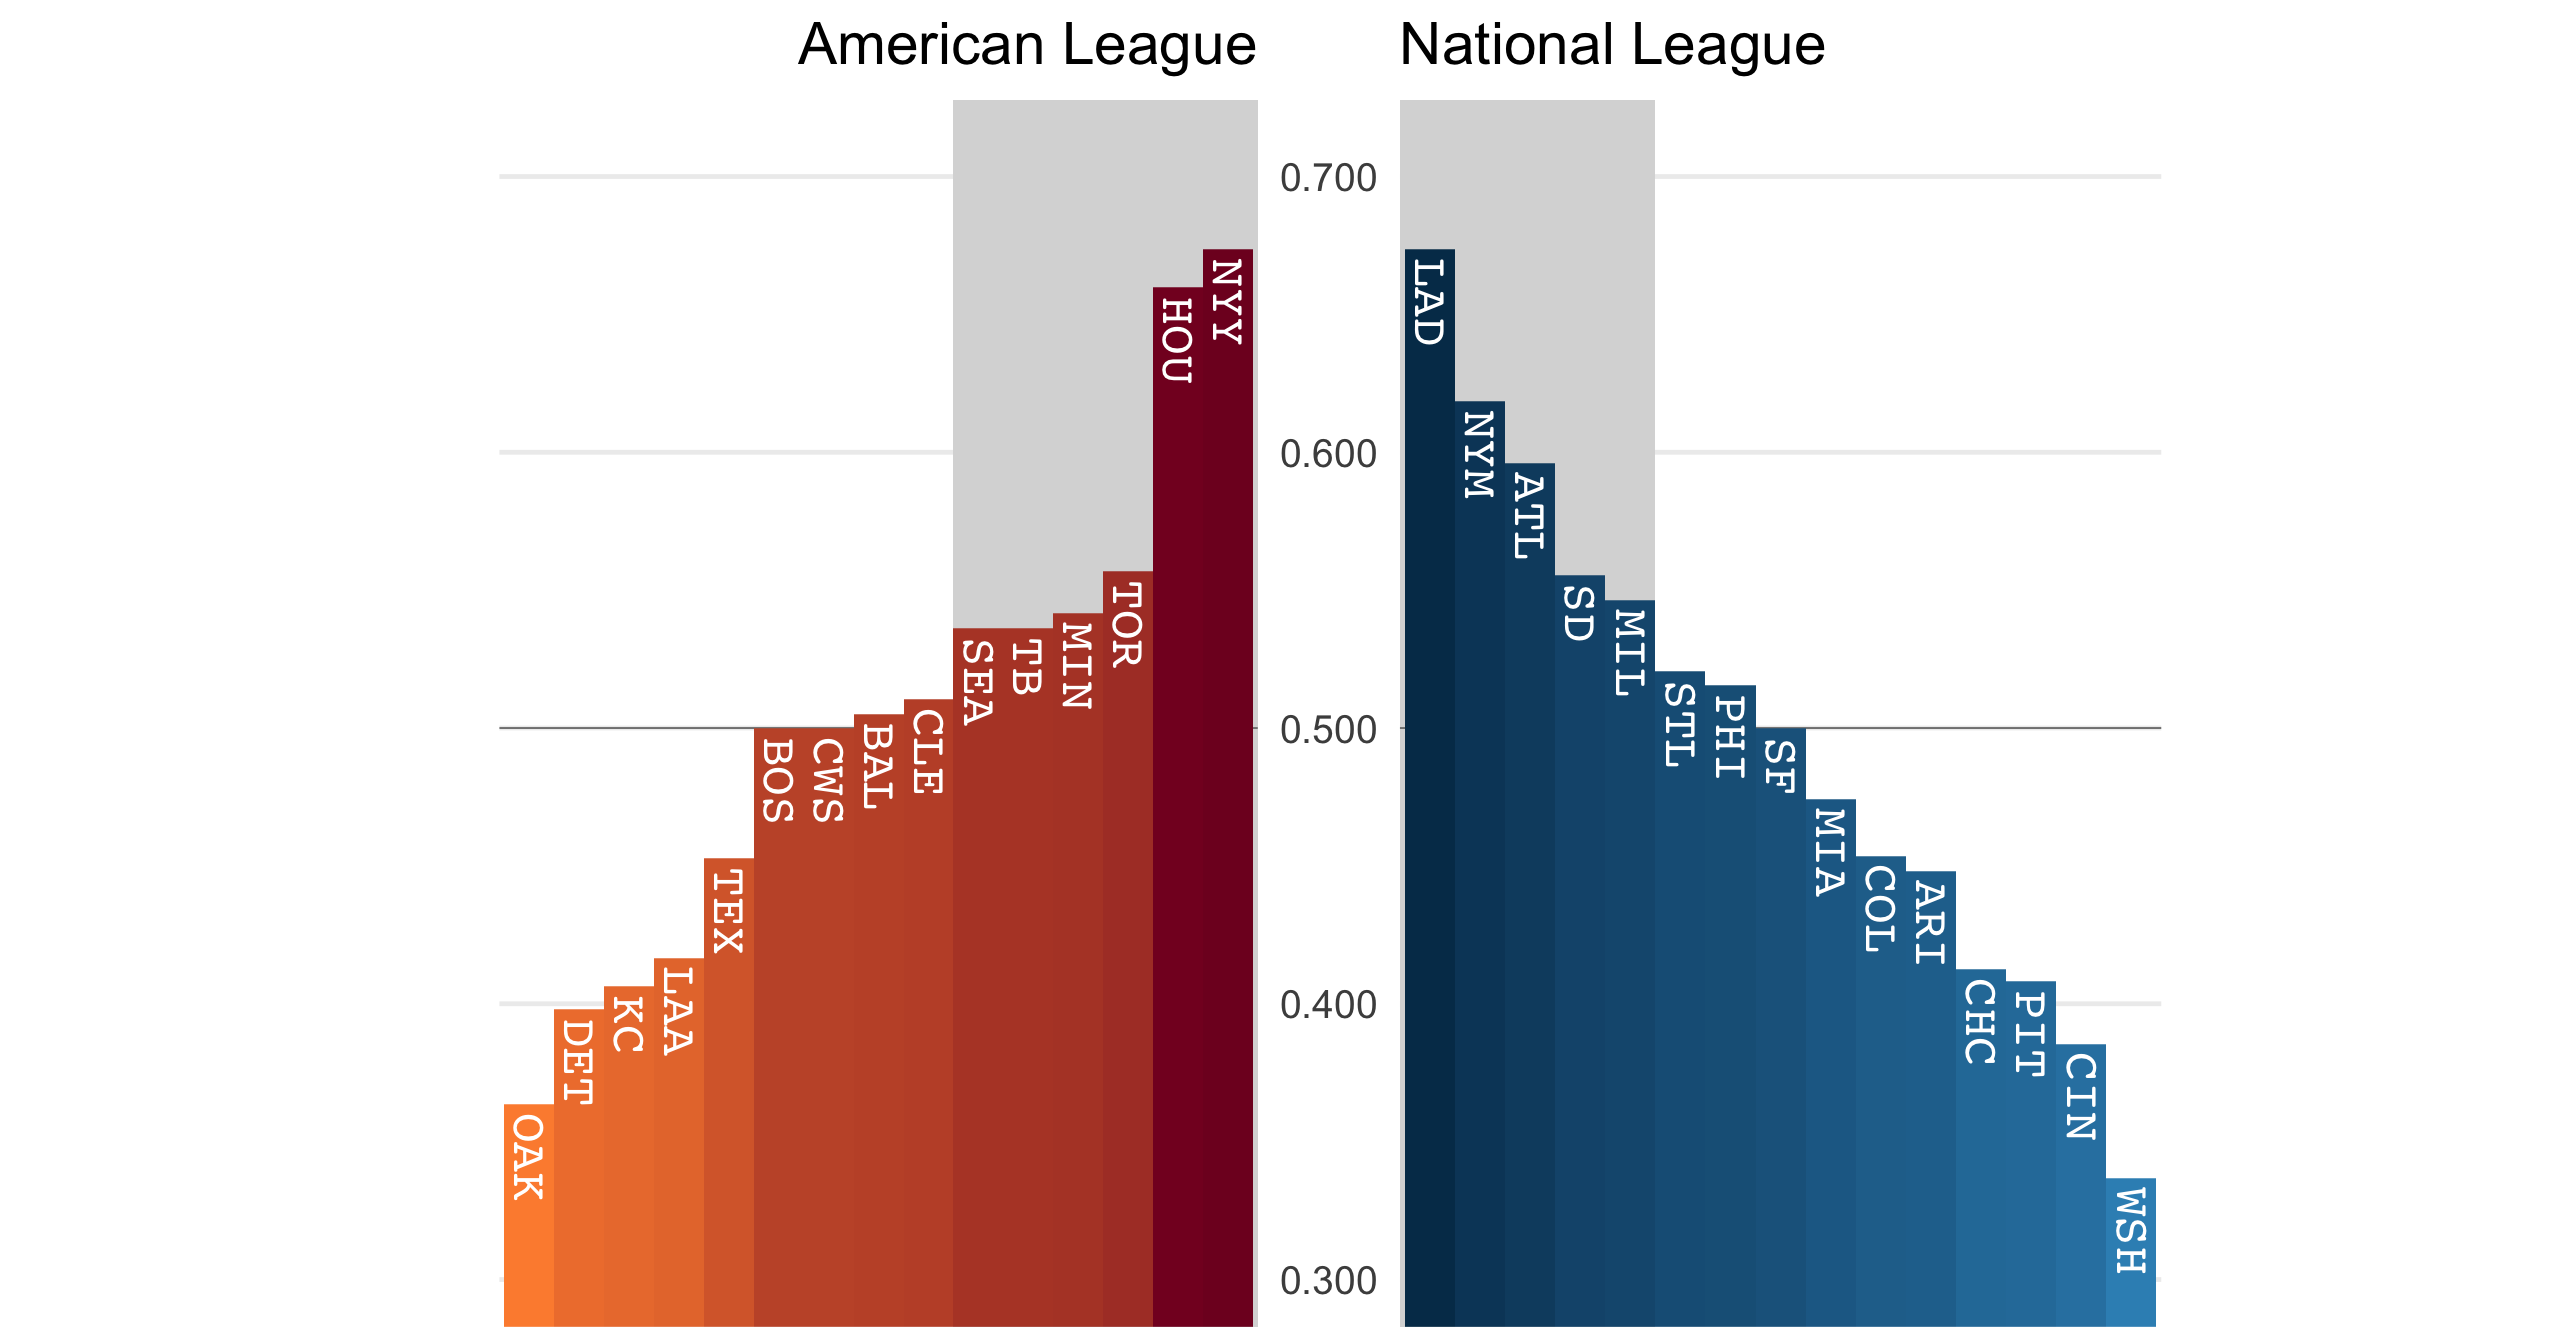 American League
National League
0.700
0.600
0.500
0.400
0.300
OAK
DET
KC
LAA
TEX
BOS
CWS
BAL
CLE
SEA
TB
MIN
TOR
HOU
NYY
LAD
NYM
ATL
SD
MIL
STL
PHI
SF
MIA
COL
ARI
CHC
PIT
CIN
WSH